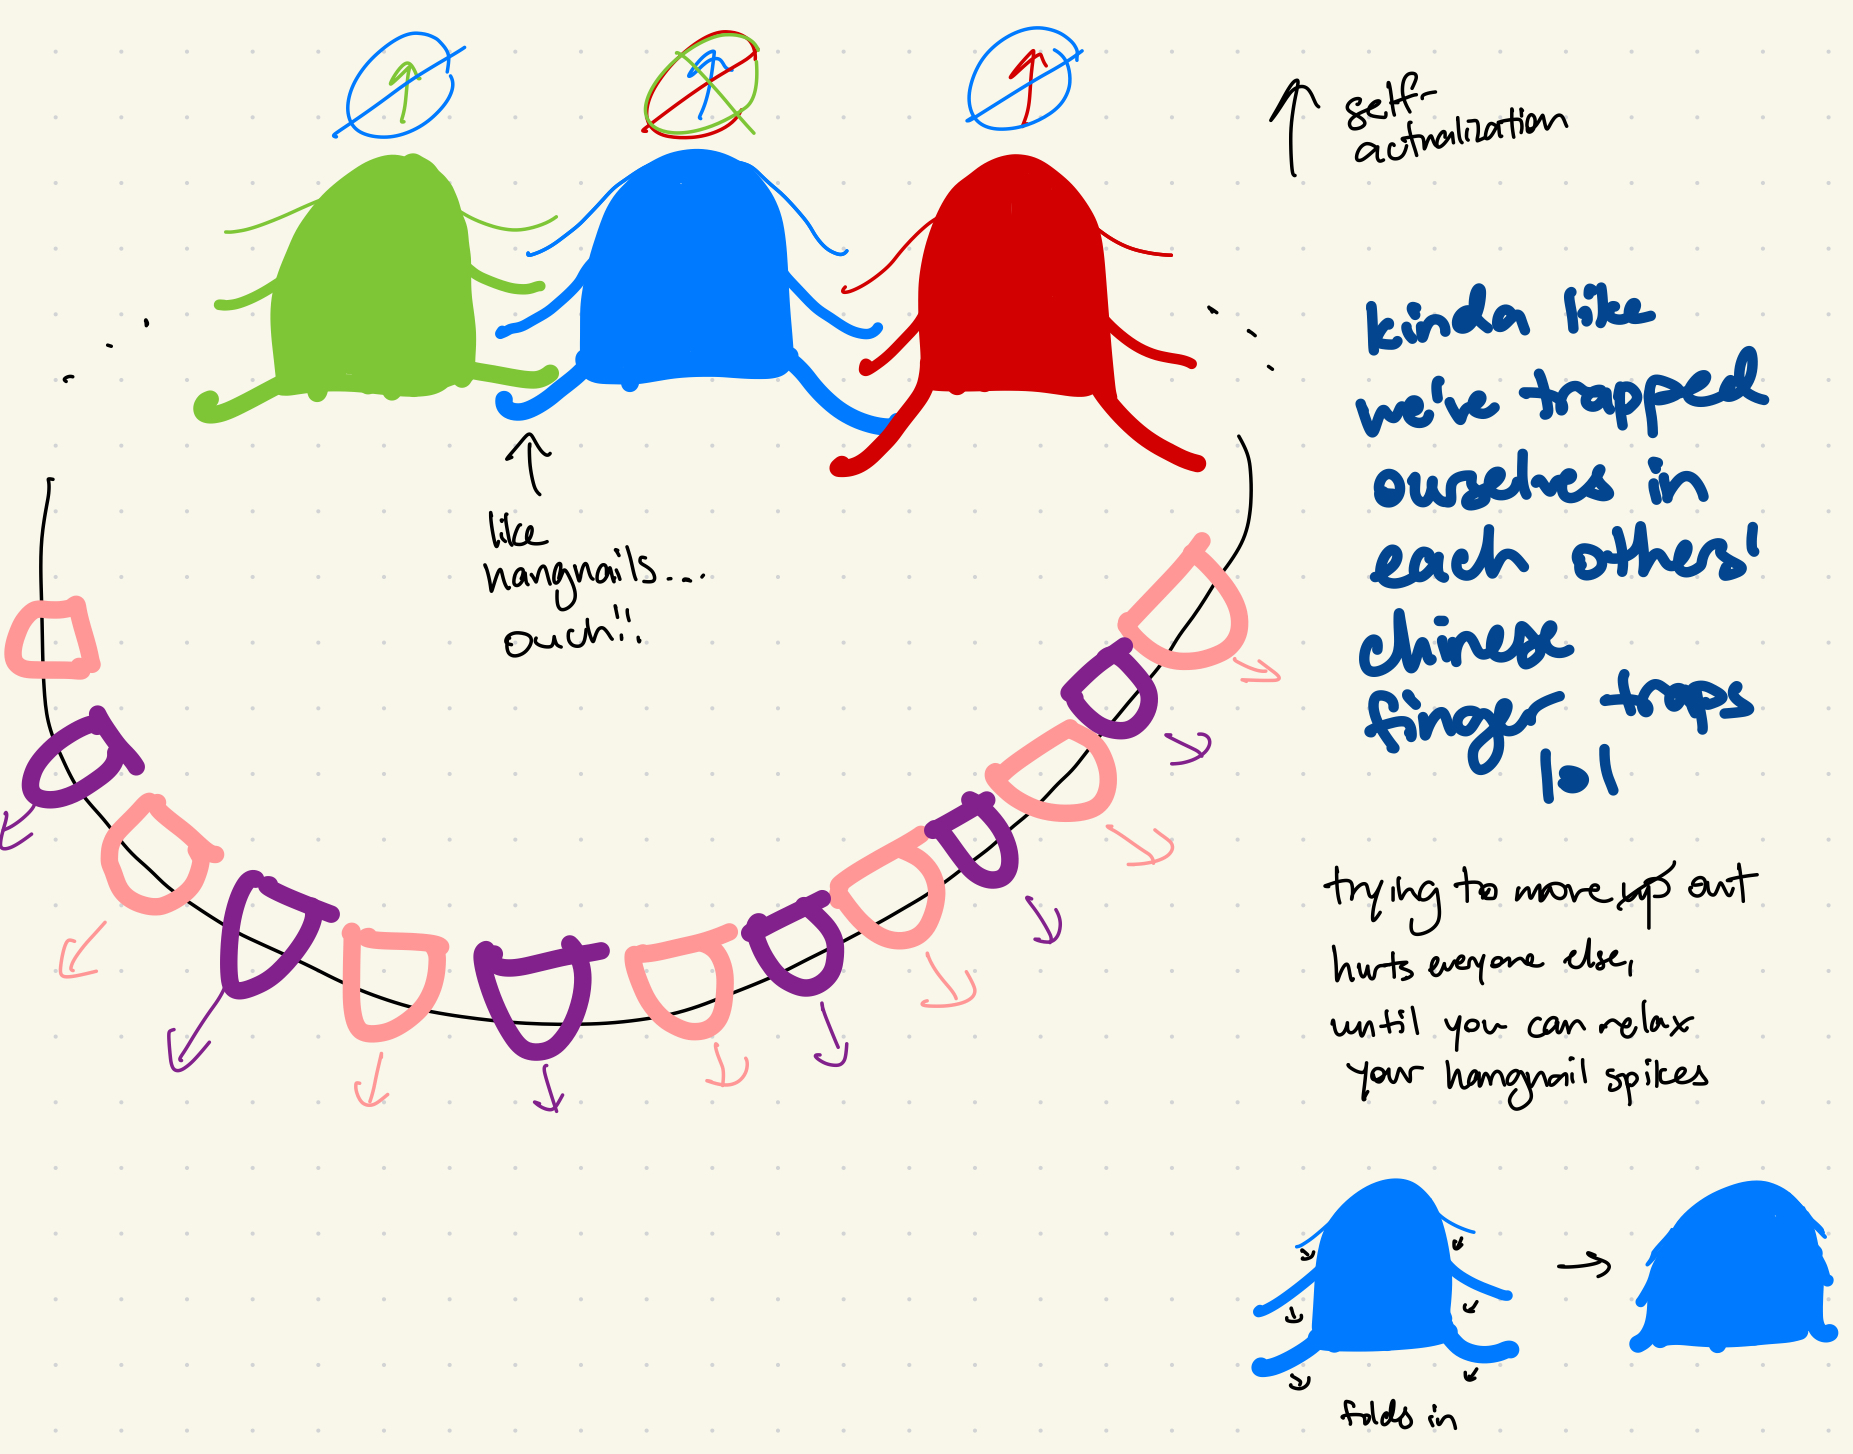 self-
actualization
kinda like
we've trapped
ourselves in
each others'
chinese
finger traps
lol
like
hangnails...
ouch!!
trying to move up out
hurts everyone else,
until you can relax
your hangnail spikes
folds in